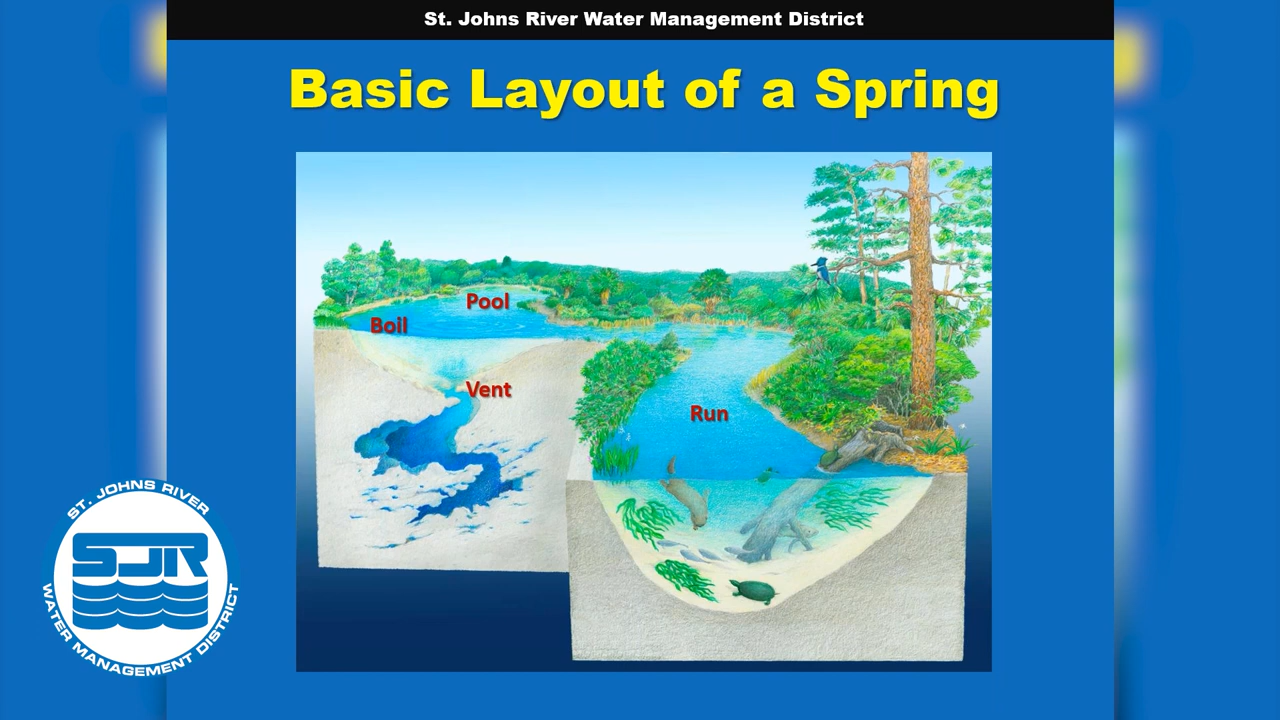 St. Johns River Water Management District
Basic Layout of a Spring
Pool
Boil
Vent
Run
ST. JOHNS RIVER
SJR
WATER MANAGEMENT DISTRICT